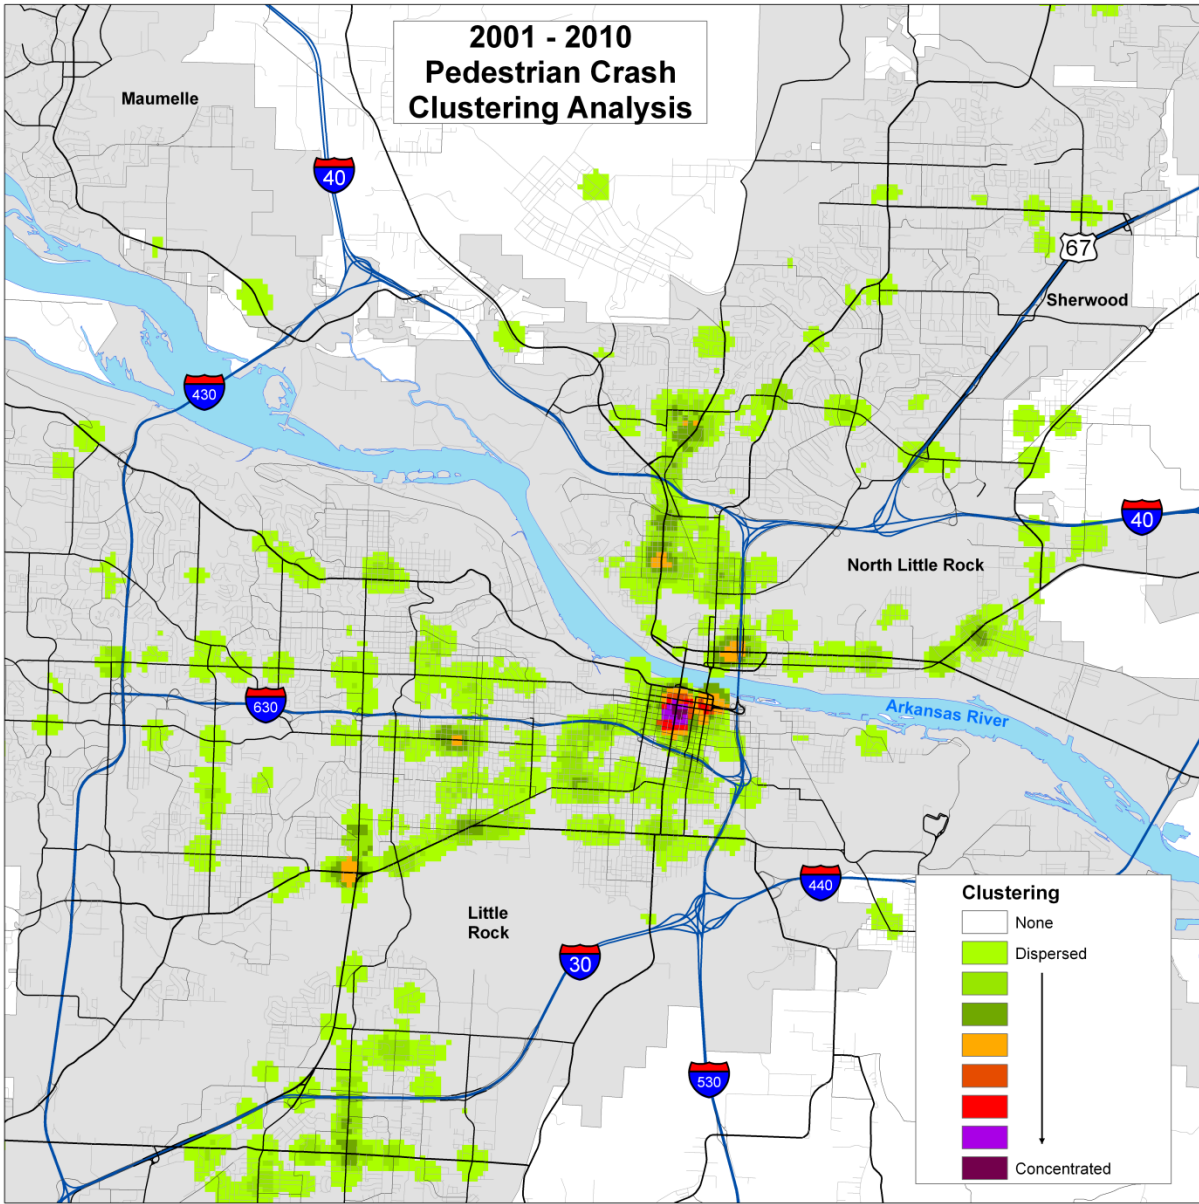 2001 - 2010
Pedestrian Crash
Clustering Analysis
Maumelle
40
67
Sherwood
430
40
North Little Rock
630
Arkansas River
440
Little
Rock
30
530
Clustering
None
Dispersed
Concentrated